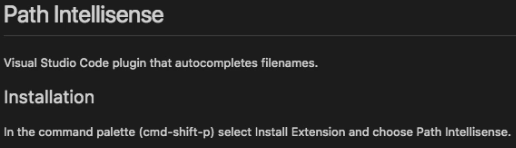 Path Intellisense
Visual Studio Code plugin that autocompletes filenames.
Installation
In the command palette (cmd-shift-p) select Install Extension and choose Path Intellisense.